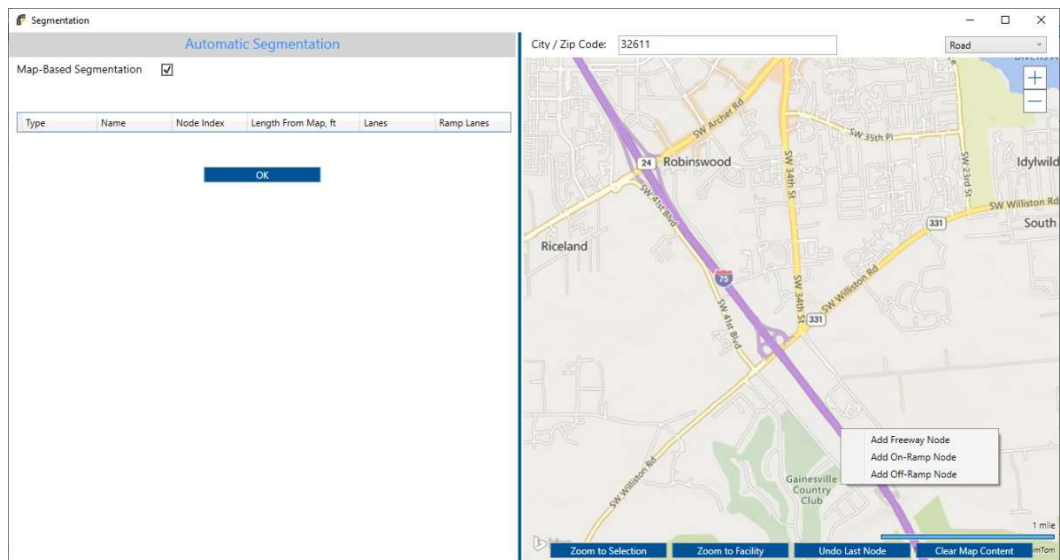 Segmentation
Automatic Segmentation
Map-Based Segmentation
Type Name Node Index Length From Map, ft Lanes Ramp Lanes
OK
City / Zip Code: 32611
Road
SW Archer Rd
SW 35th Pl
24
Robinswood
SW 34th St
SW 23rd St
Idylwild
SW 41st Blvd
SW Williston Rd
331
South
Riceland
75
SW Williston Rd
SW 34th St
SW 41st Blvd
331
Add Freeway Node
Add On-Ramp Node
Add Off-Ramp Node
SW Williston Rd
Gainesville
Country
Club
1 mile
Zoom to Selection Zoom to Facility Undo Last Node Clear Map Content